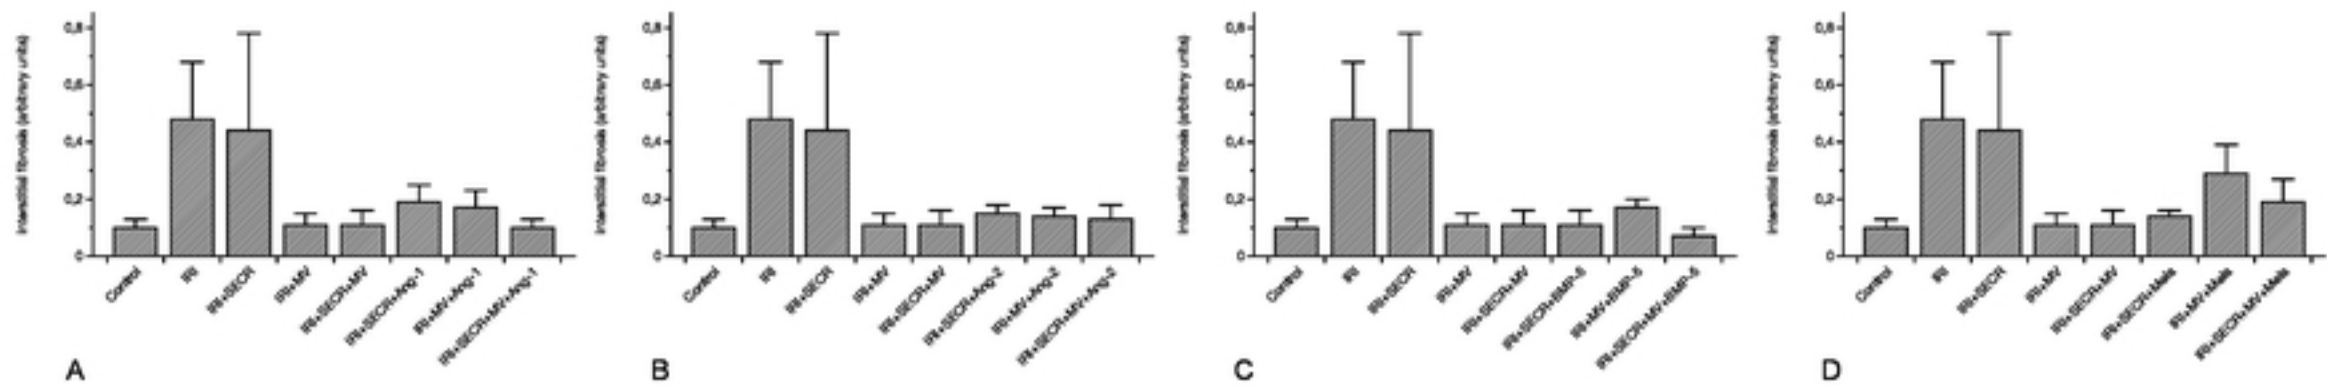 Interstitial fibrosis (arbitrary units)
0,8
0,6
0,4
0,2
0
Control
IRI
IRI+SECR
IRI+MV
IRI+SECR+MV
IRI+SECR+Ang-1
IRI+MV+Ang-1
IRI+SECR+MV+Ang-1
A
Interstitial fibrosis (arbitrary units)
0,8
0,6
0,4
0,2
0
Control
IRI
IRI+SECR
IRI+MV
IRI+SECR+MV
IRI+SECR+Ang-2
IRI+MV+Ang-2
IRI+SECR+MV+Ang-2
B
Interstitial fibrosis (arbitrary units)
0,8
0,6
0,4
0,2
0
Control
IRI
IRI+SECR
IRI+MV
IRI+SECR+MV
IRI+SECR+BMP-5
IRI+MV+BMP-5
IRI+SECR+MV+BMP-5
C
Interstitial fibrosis (arbitrary units)
0,8
0,6
0,4
0,2
0
Control
IRI
IRI+SECR
IRI+MV
IRI+SECR+MV
IRI+SECR+Mela
IRI+MV+Mela
IRI+SECR+MV+Mela
D